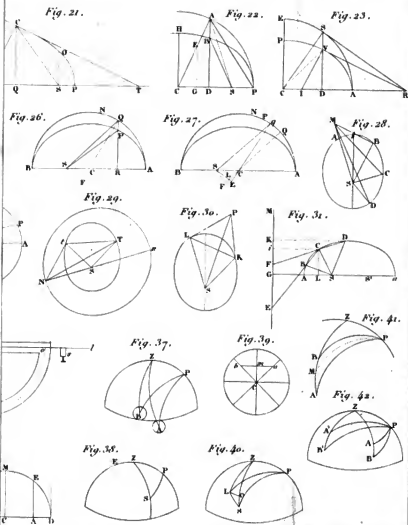 Fig. 21.
Fig. 22.
Fig. 23.
C
O
Q S P T
H
A
E
B
P
C G D S P
E
S
P
V
C I D A R
Fig. 26.
Fig. 27.
Fig. 28.
N
Q
P
B S C R A
F
N
P
Q
B S L C A
F E
M
A
I
B
C
S
D
Fig. 29.
Fig. 30.
Fig. 31.
P
A
T
S
N
n
P
L
K
S
M
K
F
G
E
C
D
B
A L S
Fig. 37.
Fig. 39.
Fig. 41.
Z
P
B
A
b m o
C
Z
B
P
M
A
Fig. 42.
Z
A
P
A
B
B
Fig. 38.
Fig. 40.
E Z
P
S
Z
P
L O
S
M
E
C A D